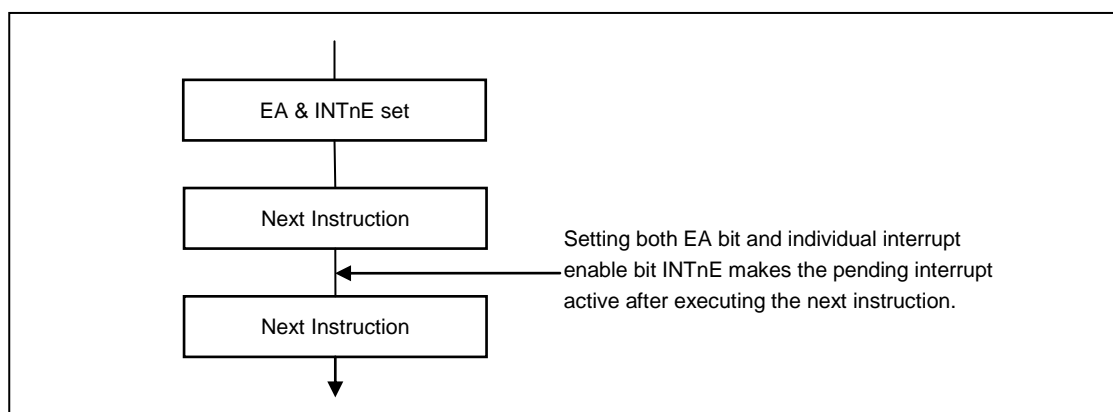 EA & INTnE set
Next Instruction
Setting both EA bit and individual interrupt
enable bit INTnE makes the pending interrupt
active after executing the next instruction.
Next Instruction